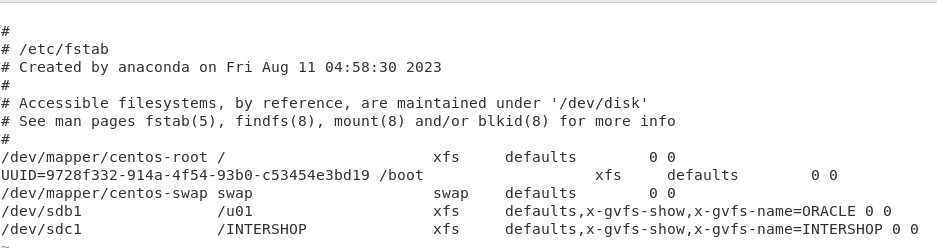 #
# /etc/fstab
# Created by anaconda on Fri Aug 11 04:58:30 2023
#
# Accessible filesystems, by reference, are maintained under '/dev/disk'
# See man pages fstab(5), findfs(8), mount(8) and/or blkid(8) for more info
#
/dev/mapper/centos-root /                       xfs     defaults        0 0
UUID=9728f332-914a-4f54-93b0-c53454e3bd19 /boot                   xfs     defaults        0 0
/dev/mapper/centos-swap swap                    swap    defaults        0 0
/dev/sdb1               /u01                    xfs     defaults,x-gvfs-show,x-gvfs-name=ORACLE 0 0
/dev/sdc1               /INTERSHOP              xfs     defaults,x-gvfs-show,x-gvfs-name=INTERSHOP 0 0
~